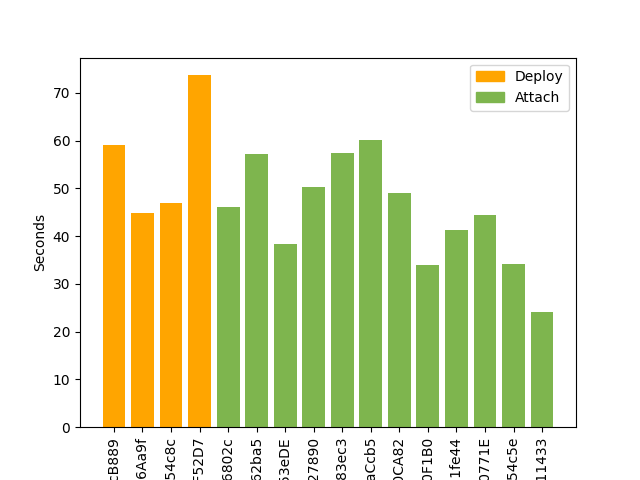 Deploy
Attach
Seconds
70
60
50
40
30
20
10
0
cB889
6Aa9f
54c8c
F52D7
6802c
62ba5
53eDE
27890
83ec3
aCcb5
0CA82
0F1B0
1fe44
0771E
54c5e
11433